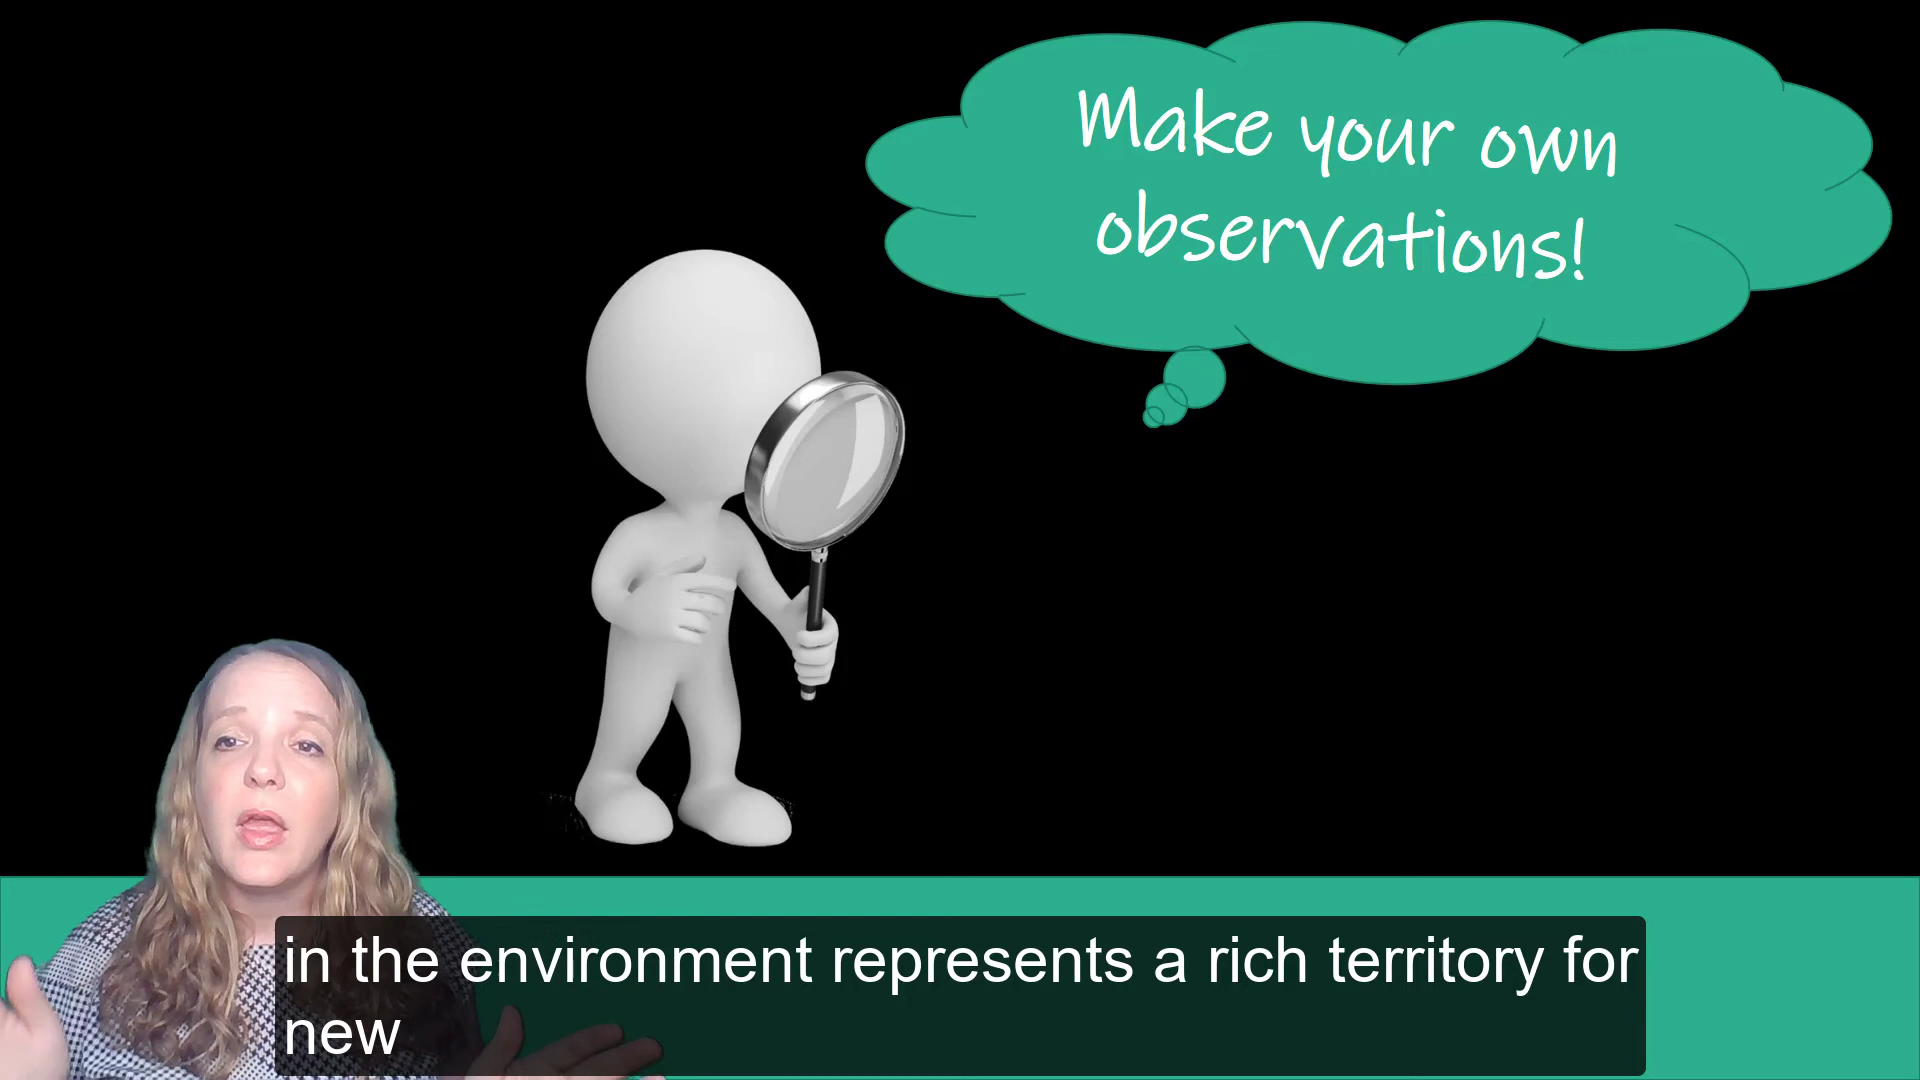 Make your own
observations!
in the environment represents a rich territory for
new